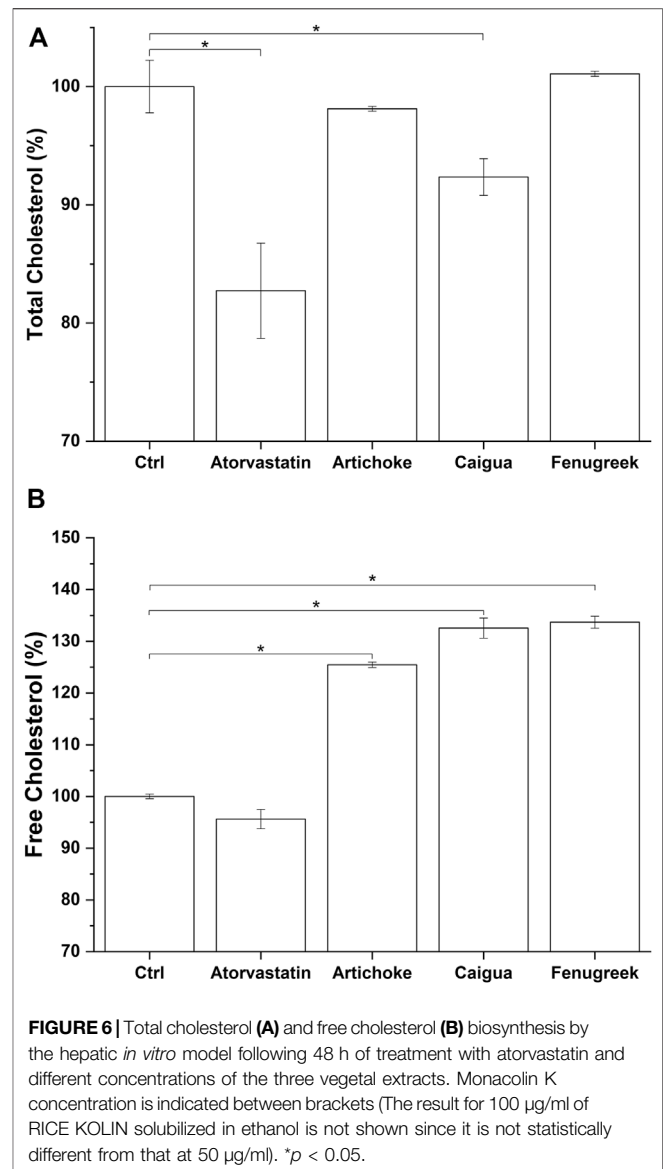 A
*
*
100
90
80
70
Total Cholesterol (%)
Ctrl Atorvastatin Artichoke Caigua Fenugreek
B
150
140
130
120
110
100
90
80
70
*
*
*
Free Cholesterol (%)
Ctrl Atorvastatin Artichoke Caigua Fenugreek
FIGURE 6 | Total cholesterol (A) and free cholesterol (B) biosynthesis by
the hepatic in vitro model following 48 h of treatment with atorvastatin and
different concentrations of the three vegetal extracts. Monacolin K
concentration is indicated between brackets (The result for 100 µg/ml of
RICE KOLIN solubilized in ethanol is not shown since it is not statistically
different from that at 50 µg/ml). *p < 0.05.